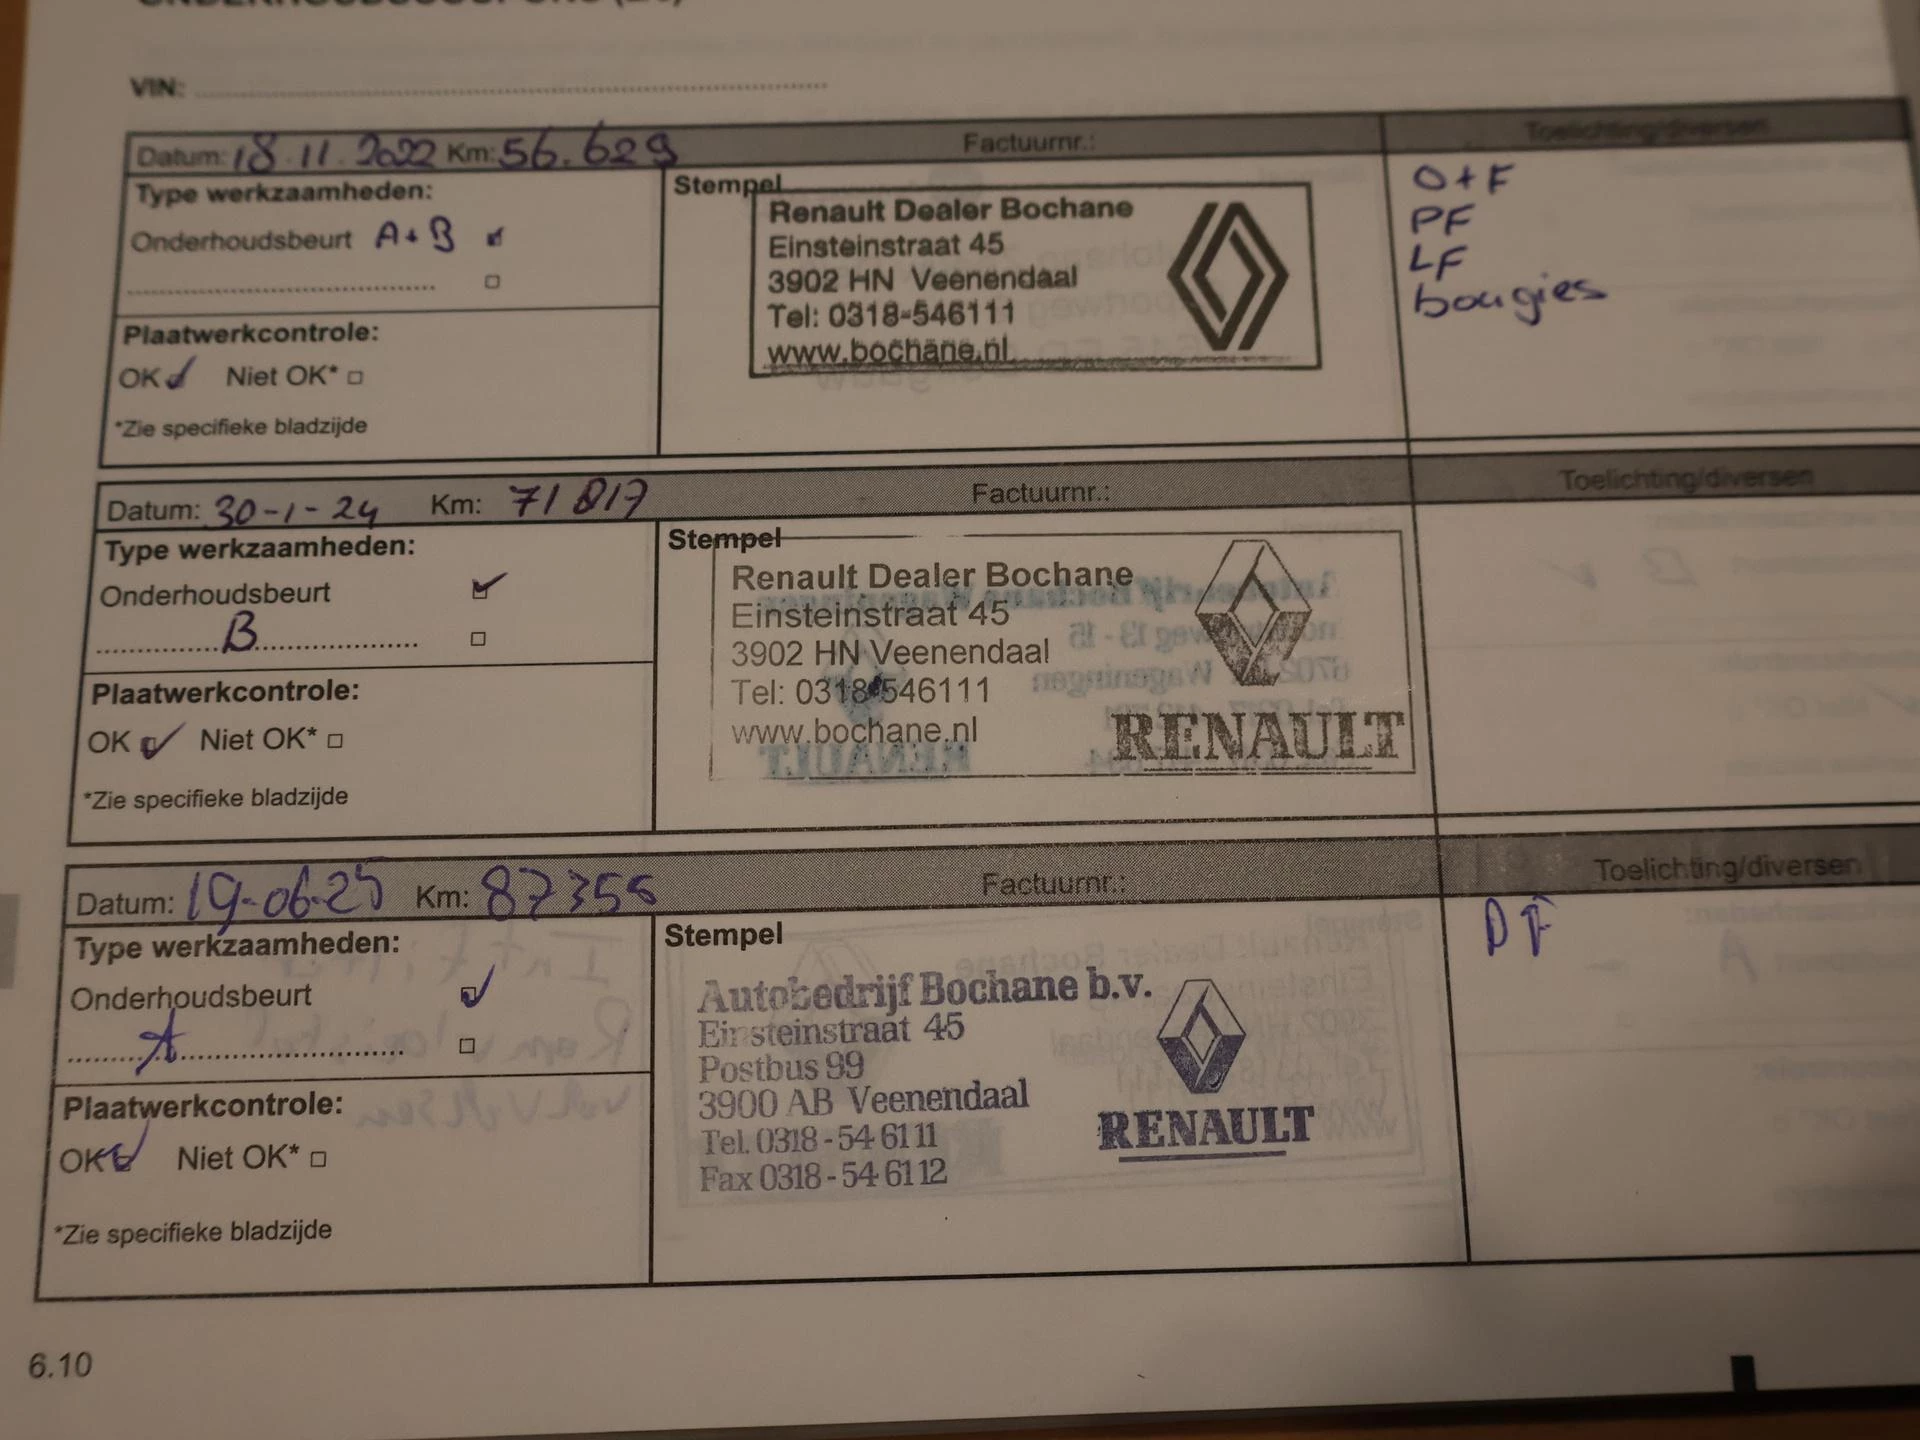 VIN:
Datum: 18.11.2022 Km: 56.629 Factuurnr.: Toelichting/diversen
Type werkzaamheden:
Onderhoudsbeurt A+B
Plaatwerkcontrole:
OK Niet OK*
*Zie specifieke bladzijde
Stempel
Renault Dealer Bochane
Einsteinstraat 45
3902 HN Veenendaal
Tel: 0318-546111
www.bochane.nl
O+F
PF
LF
bougies
Datum: 30-1-24 Km: 71817 Factuurnr.: Toelichting/diversen
Type werkzaamheden:
Onderhoudsbeurt
B
Plaatwerkcontrole:
OK Niet OK*
*Zie specifieke bladzijde
Stempel
Renault Dealer Bochane
Einsteinstraat 45
3902 HN Veenendaal
Tel: 0318-546111
www.bochane.nl
RENAULT
Datum: 19-06-25 Km: 87356 Factuurnr.: Toelichting/diversen
Type werkzaamheden:
Onderhoudsbeurt
A
Plaatwerkcontrole:
OK Niet OK*
*Zie specifieke bladzijde
Stempel
Autobedrijf Bochane b.v.
Einsteinstraat 45
Postbus 99
3900 AB Veenendaal
Tel. 0318-546111
Fax 0318-546112
RENAULT
PF
6.10